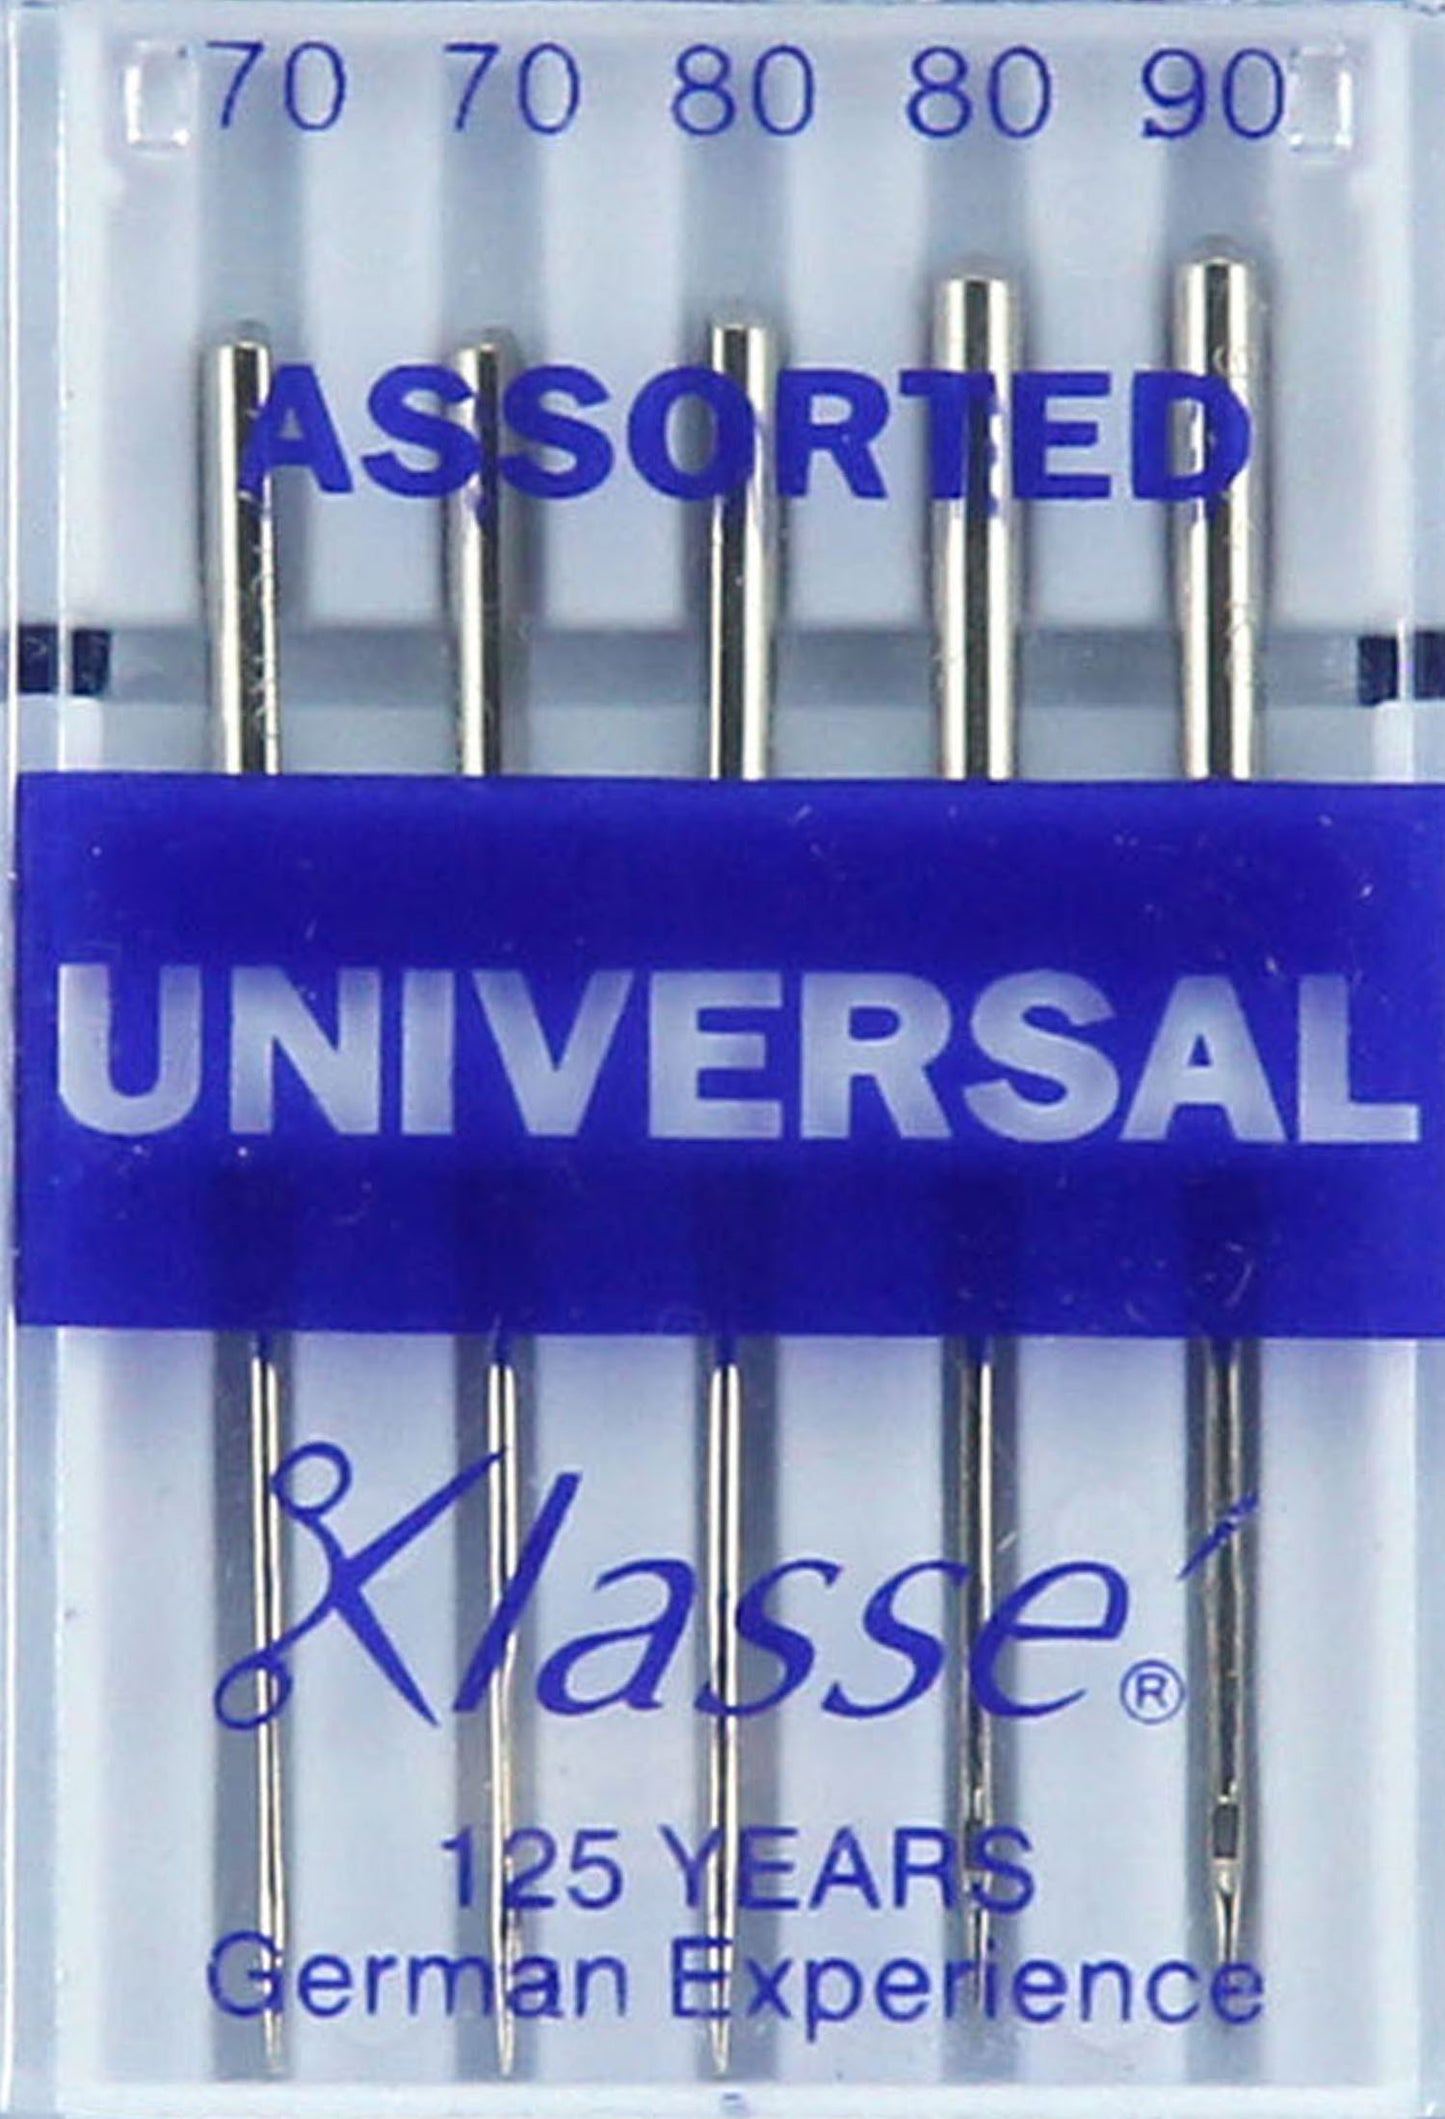 70 70 80 80 90
ASSORTED
UNIVERSAL
Klassé®
125 YEARS
German Experience